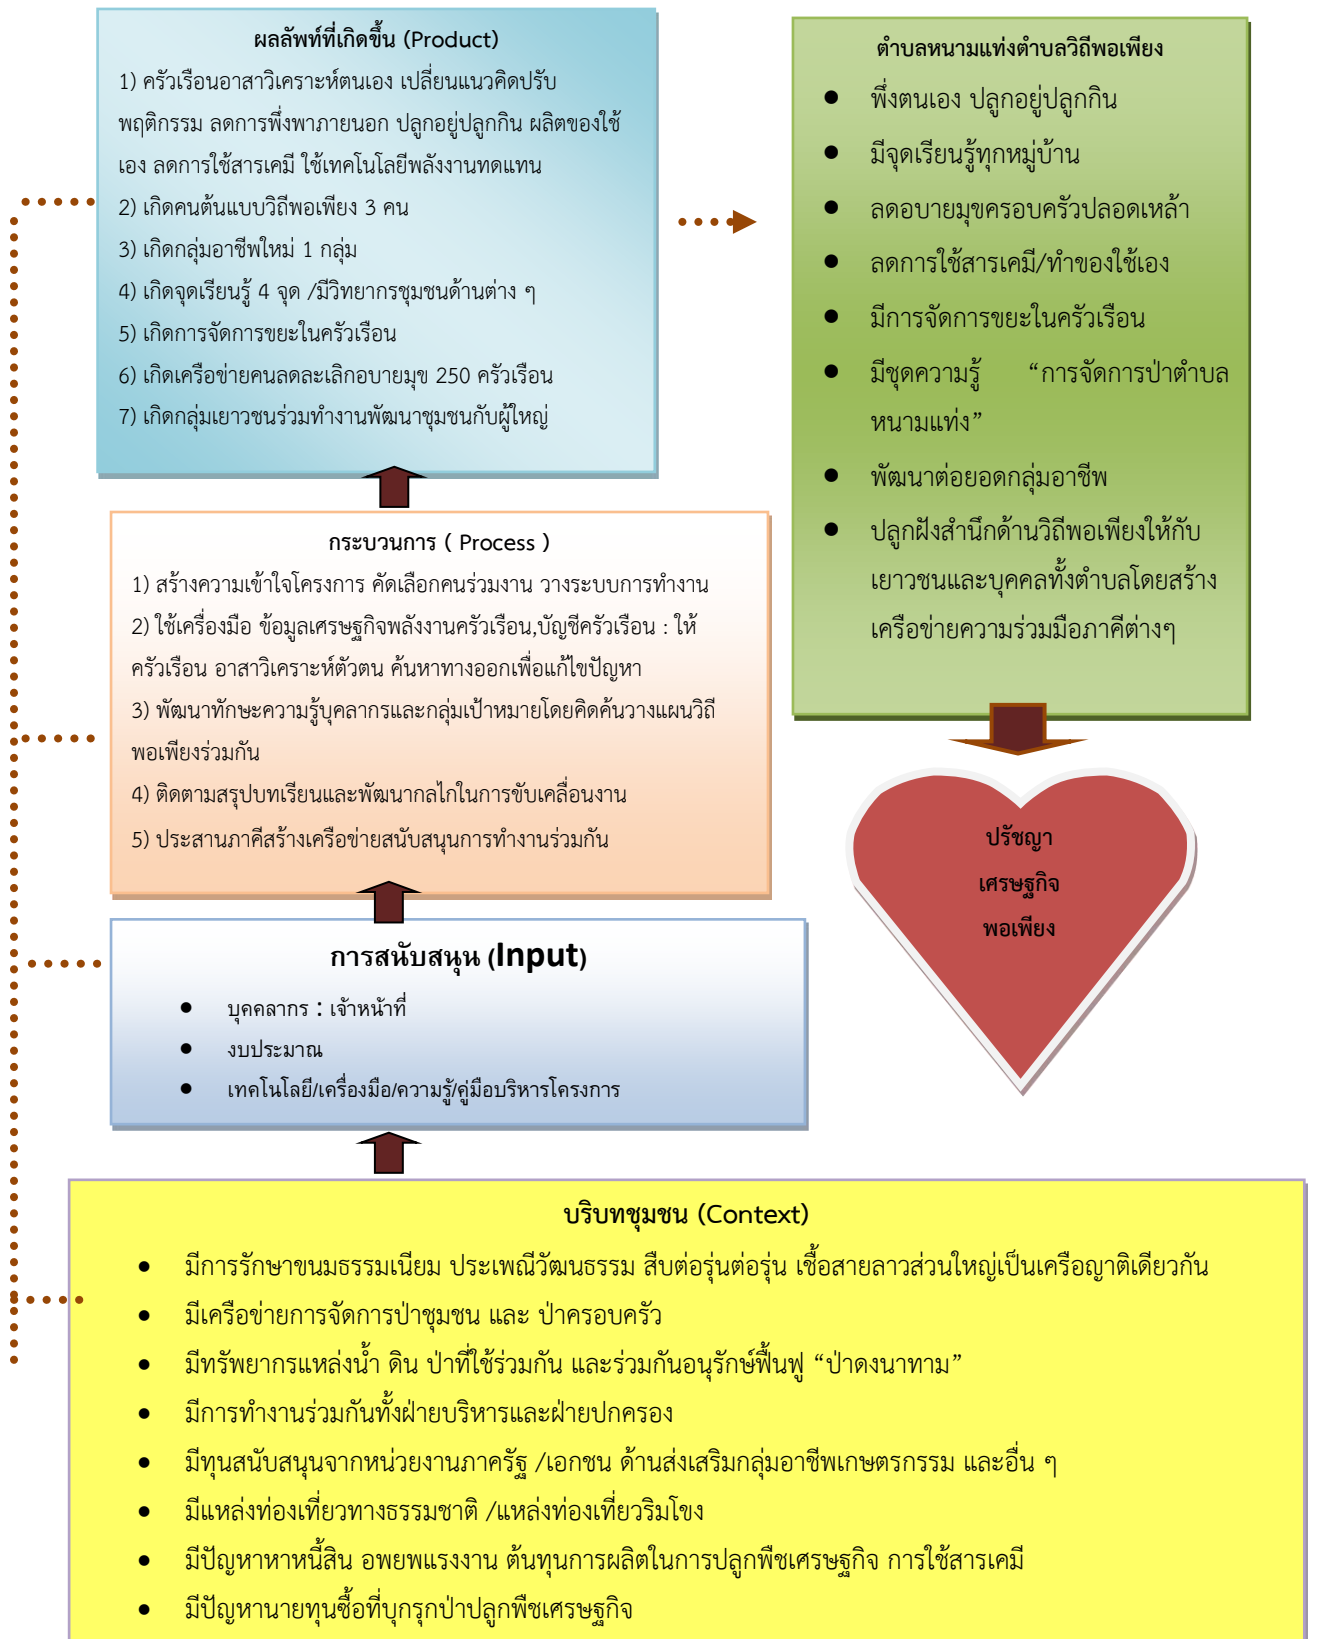 ผลลัพท์ที่เกิดขึ้น (Product)
1) ครัวเรือนอาสาวิเคราะห์ตนเอง เปลี่ยนแนวคิดปรับ
พฤติกรรม ลดการพึ่งพาภายนอก ปลูกอยู่ปลูกกิน ผลิตของใช้
เอง ลดการใช้สารเคมี ใช้เทคโนโลยีพลังงานทดแทน
2) เกิดคนต้นแบบวิถีพอเพียง 3 คน
3) เกิดกลุ่มอาชีพใหม่ 1 กลุ่ม
4) เกิดจุดเรียนรู้ 4 จุด /มีวิทยากรชุมชนด้านต่าง ๆ
5) เกิดการจัดการขยะในครัวเรือน
6) เกิดเครือข่ายคนลดละเลิกอบายมุข 250 ครัวเรือน
7) เกิดกลุ่มเยาวชนร่วมทำงานพัฒนาชุมชนกับผู้ใหญ่
ตำบลหนามแท่งตำบลวิถีพอเพียง
● พึ่งตนเอง ปลูกอยู่ปลูกกิน
● มีจุดเรียนรู้ทุกหมู่บ้าน
● ลดอบายมุขครอบครัวปลอดเหล้า
● ลดการใช้สารเคมี/ทำของใช้เอง
● มีการจัดการขยะในครัวเรือน
● มีชุดความรู้ “การจัดการป่าตำบล
หนามแท่ง”
● พัฒนาต่อยอดกลุ่มอาชีพ
● ปลูกฝังสำนึกด้านวิถีพอเพียงให้กับ
เยาวชนและบุคคลทั้งตำบลโดยสร้าง
เครือข่ายความร่วมมือภาคีต่างๆ
กระบวนการ ( Process )
1) สร้างความเข้าใจโครงการ คัดเลือกคนร่วมงาน วางระบบการทำงาน
2) ใช้เครื่องมือ ข้อมูลเศรษฐกิจพลังงานครัวเรือน,บัญชีครัวเรือน : ให้
ครัวเรือน อาสาวิเคราะห์ตัวตน ค้นหาทางออกเพื่อแก้ไขปัญหา
3) พัฒนาทักษะความรู้บุคลากรและกลุ่มเป้าหมายโดยคิดค้นวางแผนวิถี
พอเพียงร่วมกัน
4) ติดตามสรุปบทเรียนและพัฒนากลไกในการขับเคลื่อนงาน
5) ประสานภาคีสร้างเครือข่ายสนับสนุนการทำงานร่วมกัน
ปรัชญา
เศรษฐกิจ
พอเพียง
การสนับสนุน (Input)
● บุคคลากร : เจ้าหน้าที่
● งบประมาณ
● เทคโนโลยี/เครื่องมือ/ความรู้/คู่มือบริหารโครงการ
บริบทชุมชน (Context)
● มีการรักษาขนมธรรมเนียม ประเพณีวัฒนธรรม สืบต่อรุ่นต่อรุ่น เชื้อสายลาวส่วนใหญ่เป็นเครือญาติเดียวกัน
● มีเครือข่ายการจัดการป่าชุมชน และ ป่าครอบครัว
● มีทรัพยากรแหล่งน้ำ ดิน ป่าที่ใช้ร่วมกัน และร่วมกันอนุรักษ์ฟื้นฟู “ป่าดงนาทาม”
● มีการทำงานร่วมกันทั้งฝ่ายบริหารและฝ่ายปกครอง
● มีทุนสนับสนุนจากหน่วยงานภาครัฐ /เอกชน ด้านส่งเสริมกลุ่มอาชีพเกษตรกรรม และอื่น ๆ
● มีแหล่งท่องเที่ยวทางธรรมชาติ /แหล่งท่องเที่ยวริมโขง
● มีปัญหาหาหนี้สิน อพยพแรงงาน ต้นทุนการผลิตในการปลูกพืชเศรษฐกิจ การใช้สารเคมี
● มีปัญหานายทุนซื้อที่บุกรุกป่าปลูกพืชเศรษฐกิจ